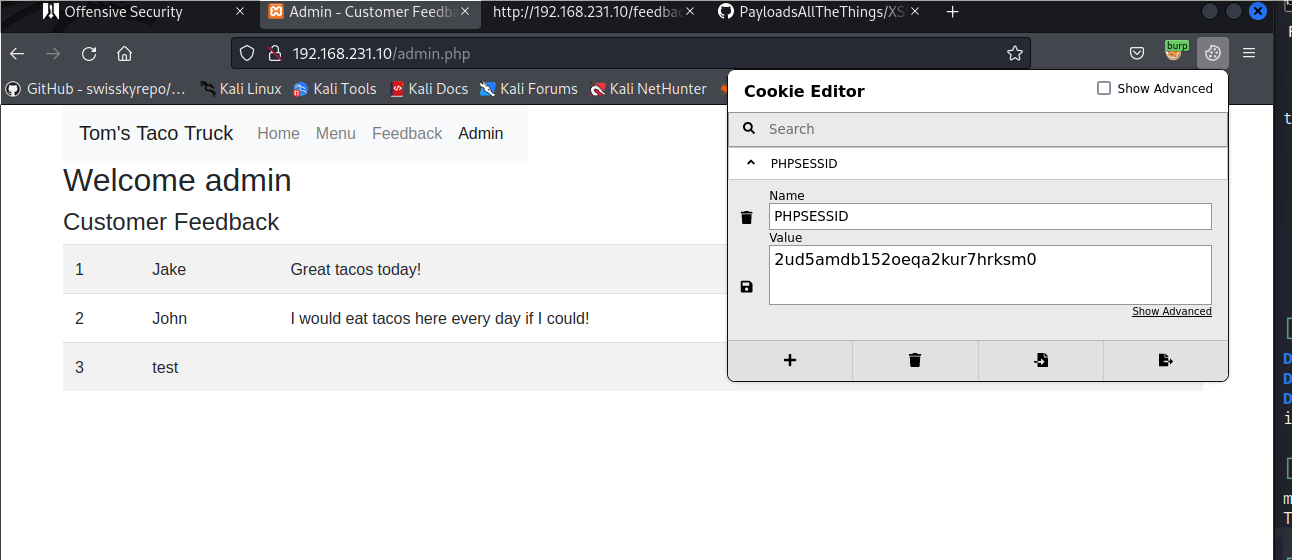 Offensive Security
Admin - Customer Feedb
http://192.168.231.10/feedbac
PayloadsAllTheThings/XS
192.168.231.10/admin.php
burp
GitHub - swisskyrepo/…
Kali Linux
Kali Tools
Kali Docs
Kali Forums
Kali NetHunter
Cookie Editor
Show Advanced
Search
PHPSESSID
Name
PHPSESSID
Value
2ud5amdb152oeqa2kur7hrksm0
Show Advanced
Tom's Taco Truck Home Menu Feedback Admin
Welcome admin
Customer Feedback
1 Jake Great tacos today!
2 John I would eat tacos here every day if I could!
3 test